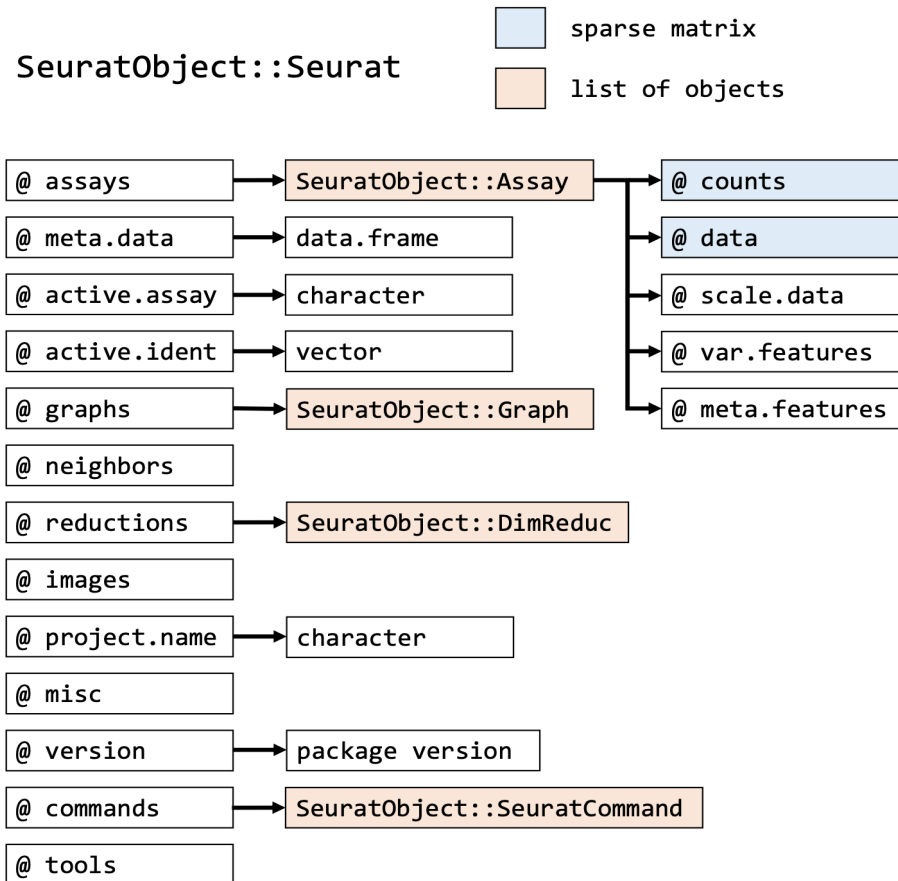 sparse matrix
SeuratObject::Seurat
list of objects
@ assays
SeuratObject::Assay
@ counts
@ meta.data
data.frame
@ data
@ active.assay
character
@ scale.data
@ active.ident
vector
@ var.features
@ graphs
SeuratObject::Graph
@ meta.features
@ neighbors
@ reductions
SeuratObject::DimReduc
@ images
@ project.name
character
@ misc
@ version
package version
@ commands
SeuratObject::SeuratCommand
@ tools